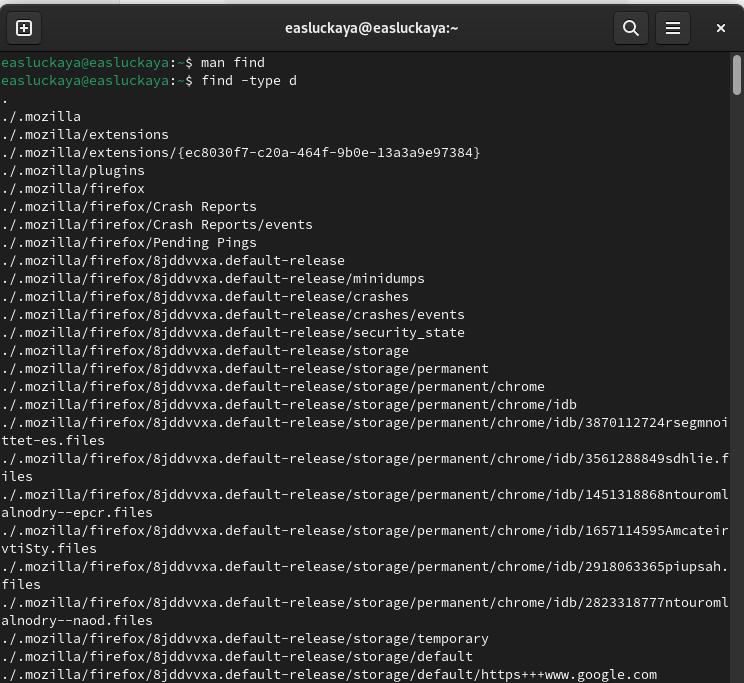 easluckaya@easluckaya:~
easluckaya@easluckaya:~$ man find
easluckaya@easluckaya:~$ find -type d
.
./.mozilla
./.mozilla/extensions
./.mozilla/extensions/{ec8030f7-c20a-464f-9b0e-13a3a9e97384}
./.mozilla/plugins
./.mozilla/firefox
./.mozilla/firefox/Crash Reports
./.mozilla/firefox/Crash Reports/events
./.mozilla/firefox/Pending Pings
./.mozilla/firefox/8jddvvxa.default-release
./.mozilla/firefox/8jddvvxa.default-release/minidumps
./.mozilla/firefox/8jddvvxa.default-release/crashes
./.mozilla/firefox/8jddvvxa.default-release/crashes/events
./.mozilla/firefox/8jddvvxa.default-release/security_state
./.mozilla/firefox/8jddvvxa.default-release/storage
./.mozilla/firefox/8jddvvxa.default-release/storage/permanent
./.mozilla/firefox/8jddvvxa.default-release/storage/permanent/chrome
./.mozilla/firefox/8jddvvxa.default-release/storage/permanent/chrome/idb
./.mozilla/firefox/8jddvvxa.default-release/storage/permanent/chrome/idb/3870112724rsegmnoi
ttet-es.files
./.mozilla/firefox/8jddvvxa.default-release/storage/permanent/chrome/idb/3561288849sdhlie.f
iles
./.mozilla/firefox/8jddvvxa.default-release/storage/permanent/chrome/idb/1451318868ntouroml
alnodry--epcr.files
./.mozilla/firefox/8jddvvxa.default-release/storage/permanent/chrome/idb/1657114595Amcateir
vtiSty.files
./.mozilla/firefox/8jddvvxa.default-release/storage/permanent/chrome/idb/2918063365piupsah.
files
./.mozilla/firefox/8jddvvxa.default-release/storage/permanent/chrome/idb/2823318777ntouroml
alnodry--naod.files
./.mozilla/firefox/8jddvvxa.default-release/storage/temporary
./.mozilla/firefox/8jddvvxa.default-release/storage/default
./.mozilla/firefox/8jddvvxa.default-release/storage/default/https+++www.google.com